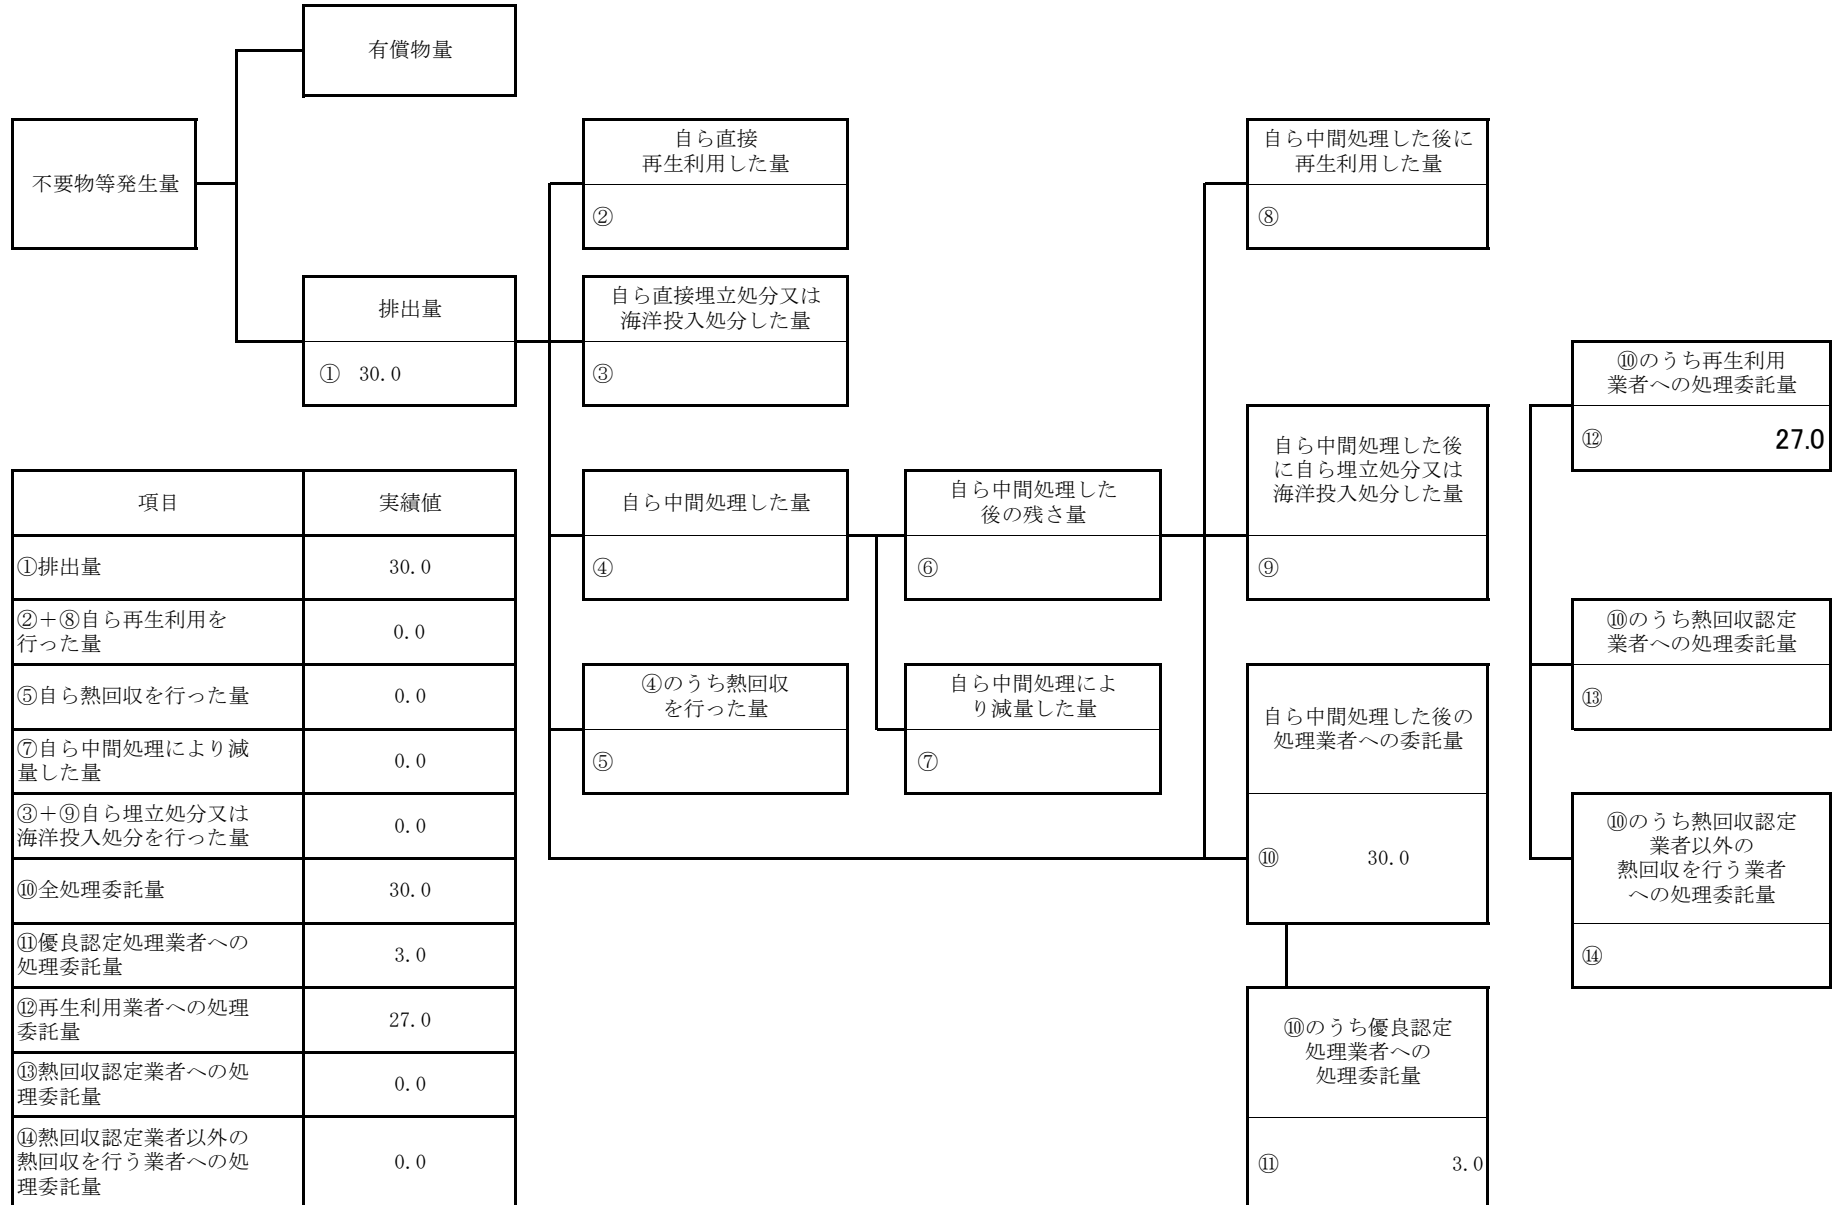 有償物量
不要物等発生量
排出量
① 30.0
自ら直接
再生利用した量
②
自ら直接埋立処分又は
海洋投入処分した量
③
自ら中間処理した量
④
④のうち熱回収
を行った量
⑤
自ら中間処理した
後の残さ量
⑥
自ら中間処理によ
り減量した量
⑦
自ら中間処理した後に
再生利用した量
⑧
自ら中間処理した後
に自ら埋立処分又は
海洋投入処分した量
⑨
自ら中間処理した後の
処理業者への委託量
⑩ 30.0
⑩のうち優良認定
処理業者への
処理委託量
⑪ 3.0
⑩のうち再生利用
業者への処理委託量
⑫ 27.0
⑩のうち熱回収認定
業者への処理委託量
⑬
⑩のうち熱回収認定
業者以外の
熱回収を行う業者
への処理委託量
⑭
項目 実績値
①排出量 30.0
②＋⑧自ら再生利用を
行った量 0.0
⑤自ら熱回収を行った量 0.0
⑦自ら中間処理により減
量した量 0.0
③＋⑨自ら埋立処分又は
海洋投入処分を行った量 0.0
⑩全処理委託量 30.0
⑪優良認定処理業者への
処理委託量 3.0
⑫再生利用業者への処理
委託量 27.0
⑬熱回収認定業者への処
理委託量 0.0
⑭熱回収認定業者以外の
熱回収を行う業者への処
理委託量 0.0